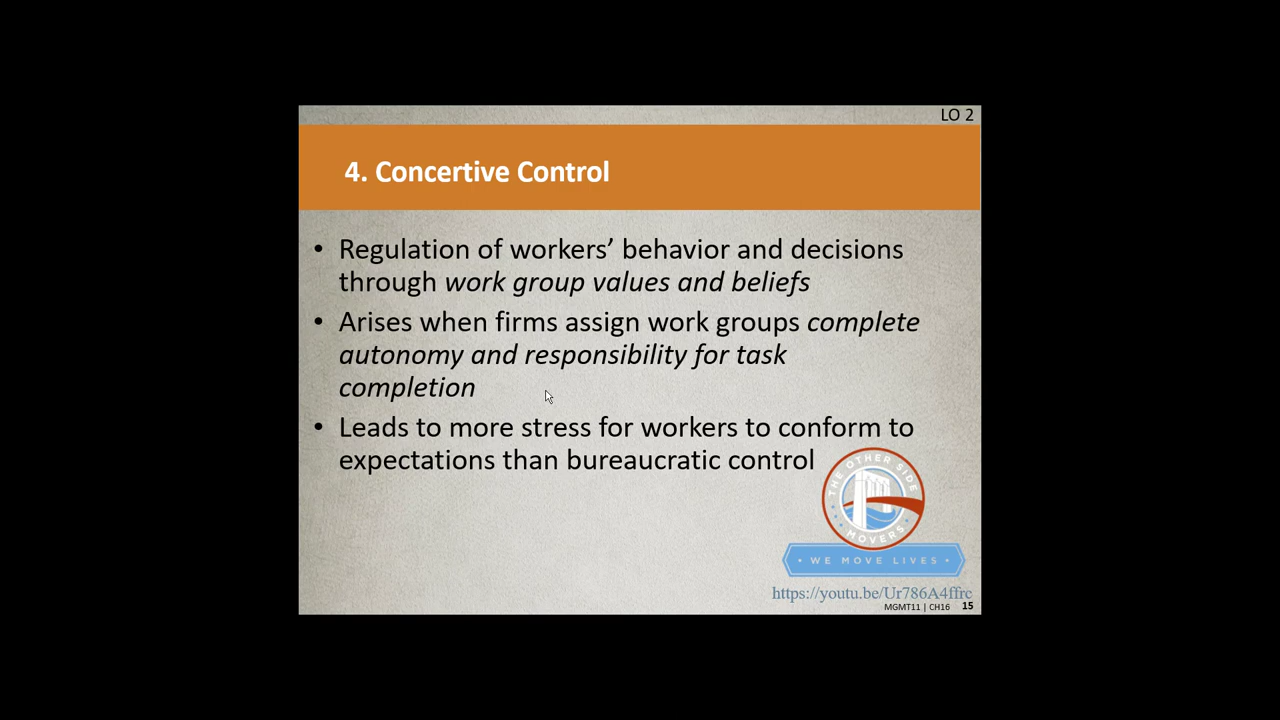 LO 2
4. Concertive Control
• Regulation of workers’ behavior and decisions
through work group values and beliefs
• Arises when firms assign work groups complete
autonomy and responsibility for task
completion
• Leads to more stress for workers to conform to
expectations than bureaucratic control
THE OTHER SIDE
MOVERS
• WE MOVE LIVES •
https://youtu.be/Ur786A4ffrc
MGMT11 | CH16 15